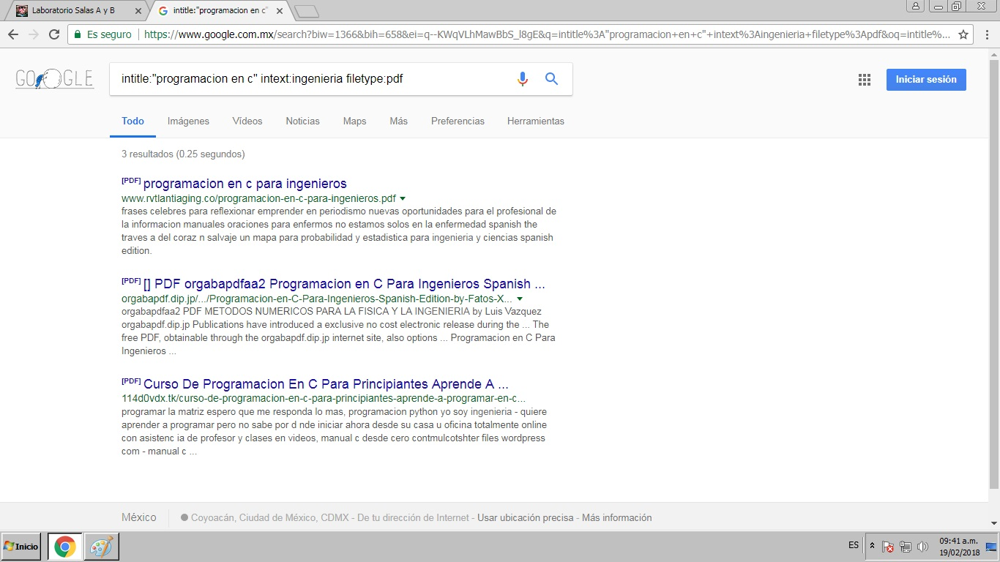 Laboratorio Salas A y B
intitle:"programacion en c"
Es seguro
https://www.google.com.mx/search?biw=1366&bih=658&ei=q--KWqVLhMawBbS_l8gE&q=intitle%3A"programacion+en+c"+intext%3Aingenieria+filetype%3Apdf&oq=intitle%...
GOOGLE
intitle:"programacion en c" intext:ingenieria filetype:pdf
Iniciar sesión
Todo Imágenes Vídeos Noticias Maps Más Preferencias Herramientas
3 resultados (0.25 segundos)
[PDF] programacion en c para ingenieros
www.rvtlantiaging.co/programacion-en-c-para-ingenieros.pdf
frases celebres para reflexionar emprender en periodismo nuevas oportunidades para el profesional de
la informacion manuales oraciones para enfermos no estamos solos en la enfermedad spanish the
traves a del coraz n salvaje un mapa para probabilidad y estadistica para ingenieria y ciencias spanish
edition.
[PDF] [] PDF orgabapdfaa2 Programacion en C Para Ingenieros Spanish ...
orgabapdf.dip.jp/.../Programacion-en-C-Para-Ingenieros-Spanish-Edition-by-Fatos-X...
orgabapdfaa2 PDF METODOS NUMERICOS PARA LA FISICA Y LA INGENIERIA by Luis Vazquez
orgabapdf.dip.jp Publications have introduced a exclusive no cost electronic release during the ... The
free PDF, obtainable through the orgabapdf.dip.jp internet site, also options ... Programacion en C Para
Ingenieros ...
[PDF] Curso De Programacion En C Para Principiantes Aprende A ...
114d0vdx.tk/curso-de-programacion-en-c-para-principiantes-aprende-a-programar-en-c...
programar la matriz espero que me responda lo mas, programacion python yo soy ingenieria - quiere
aprender a programar pero no sabe por d nde iniciar ahora desde su casa u oficina totalmente online
con asistenc ia de profesor y clases en videos, manual c desde cero contmulcotshter files wordpress
com - manual c ...
México
Coyoacán, Ciudad de México, CDMX - De tu dirección de Internet - Usar ubicación precisa - Más información
Inicio
ES
09:41 a.m.
19/02/2018